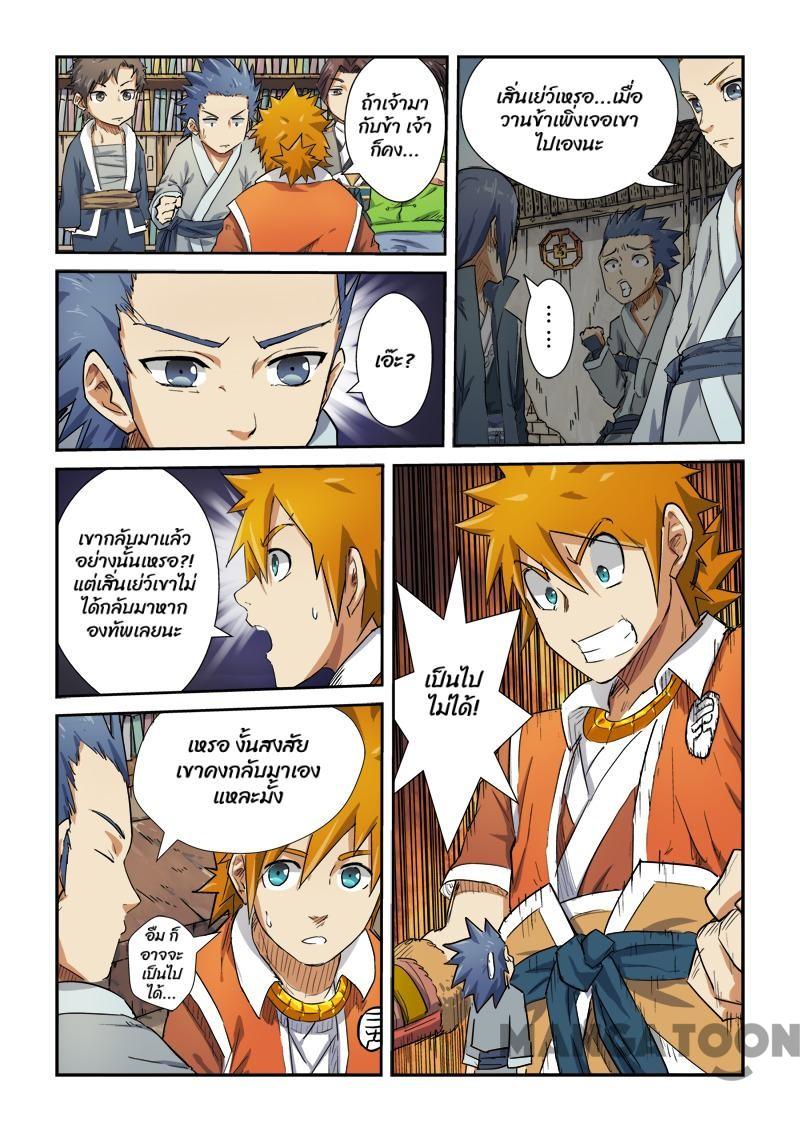 ถ้าเจ้ามา
กับข้า เจ้า
ก็คง...
เสิ่นเย่ว์เหรอ...เมื่อ
วานข้าเพิ่งเจอเขา
ไปเองนะ
......
เอ๊ะ?
เขากลับมาแล้ว
อย่างนั้นเหรอ?!
แต่เสิ่นเย่ว์เขาไม่
ได้กลับมาหาก
องทัพเลยนะ
เป็นไป
ไม่ได้!
เหรอ งั้นสงสัย
เขาคงกลับมาเอง
แหละมั้ง
อืม ก็
อาจจะ
เป็นไป
ได้...
MANGATOON